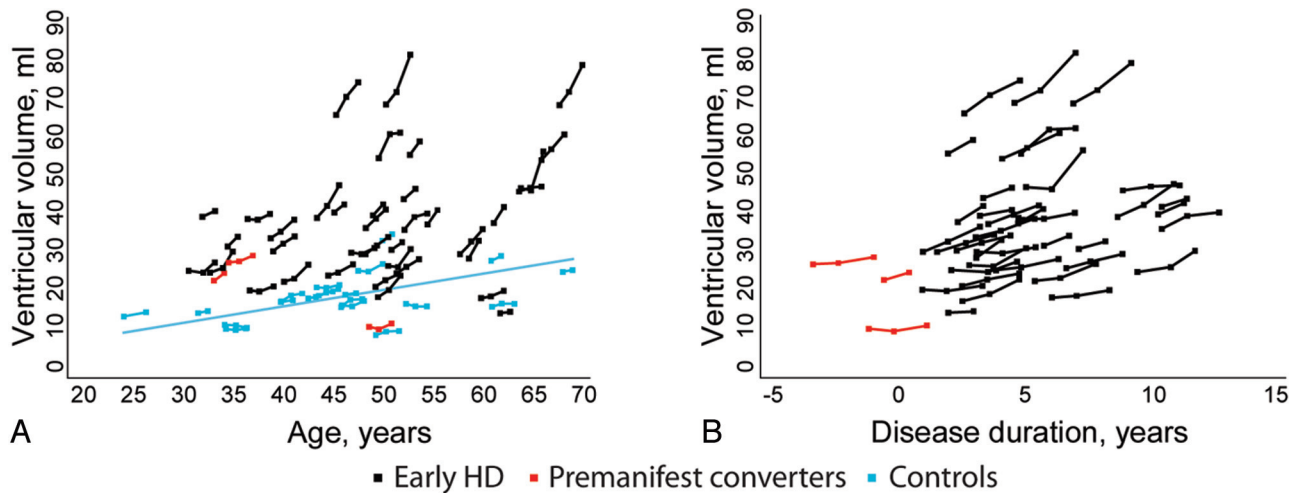 Ventricular volume, ml
90
80
70
60
50
40
30
20
10
0
20 25 30 35 40 45 50 55 60 65 70
A
Age, years
Ventricular volume, ml
90
80
70
60
50
40
30
20
10
0
-5 0 5 10 15
B
Disease duration, years
Early HD Premanifest converters Controls